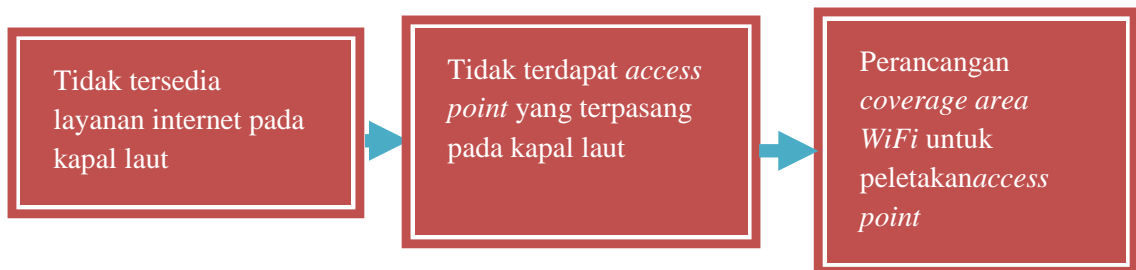 Tidak tersedia
layanan internet pada
kapal laut
Tidak terdapat access
point yang terpasang
pada kapal laut
Perancangan
coverage area
WiFi untuk
peletakanaccess
point